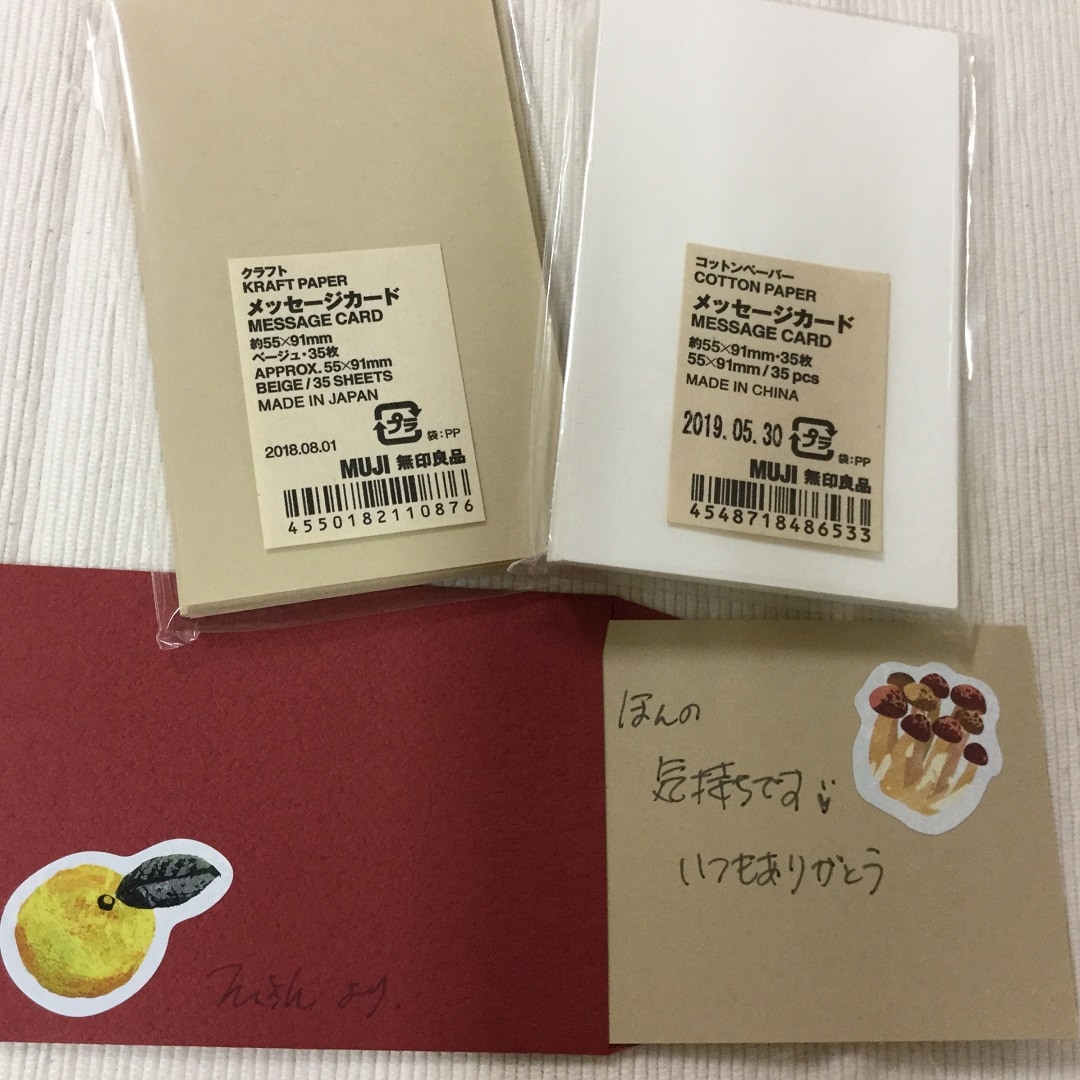 クラフト
KRAFT PAPER
メッセージカード
MESSAGE CARD
約55×91mm
ベージュ・35枚
APPROX. 55×91mm
BEIGE / 35 SHEETS
MADE IN JAPAN
プラ
袋:PP
2018.08.01
MUJI 無印良品
4550182110876
コットンペーパー
COTTON PAPER
メッセージカード
MESSAGE CARD
約55×91mm・35枚
55×91mm / 35 pcs
MADE IN CHINA
2019.05.30
プラ
袋:PP
MUJI 無印良品
4548718486533
ほんの
気持ちです
いつもありがとう
より.